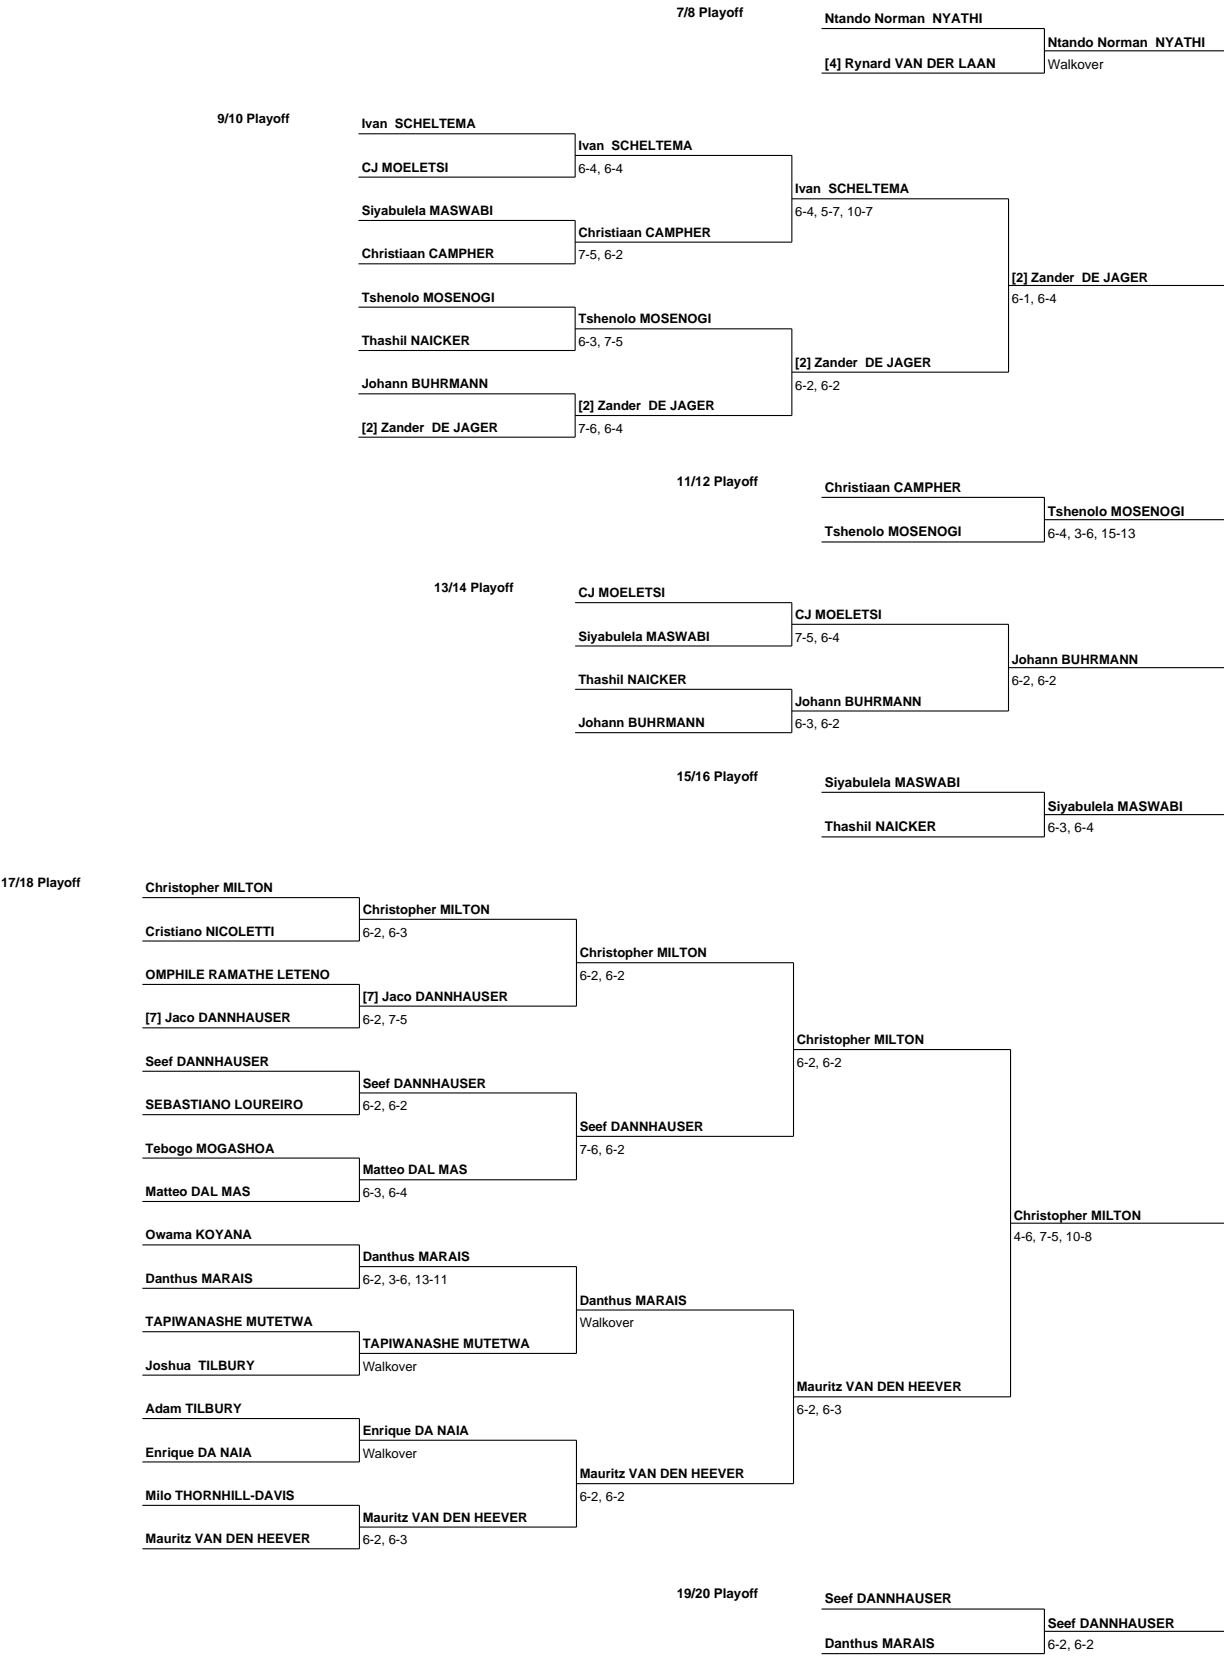 7/8 Playoff
Ntando Norman NYATHI
Ntando Norman NYATHI
[4] Rynard VAN DER LAAN
Walkover
9/10 Playoff
Ivan SCHELTEMA
Ivan SCHELTEMA
CJ MOELETSI
6-4, 6-4
Ivan SCHELTEMA
Siyabulela MASWABI
6-4, 5-7, 10-7
Christiaan CAMPHER
Christiaan CAMPHER
7-5, 6-2
[2] Zander DE JAGER
Tshenolo MOSENOGI
6-1, 6-4
Tshenolo MOSENOGI
Thashil NAICKER
6-3, 7-5
[2] Zander DE JAGER
Johann BUHRMANN
6-2, 6-2
[2] Zander DE JAGER
[2] Zander DE JAGER
7-6, 6-4
11/12 Playoff
Christiaan CAMPHER
Tshenolo MOSENOGI
Tshenolo MOSENOGI
6-4, 3-6, 15-13
13/14 Playoff
CJ MOELETSI
CJ MOELETSI
Siyabulela MASWABI
7-5, 6-4
Johann BUHRMANN
Thashil NAICKER
6-2, 6-2
Johann BUHRMANN
Johann BUHRMANN
6-3, 6-2
15/16 Playoff
Siyabulela MASWABI
Siyabulela MASWABI
Thashil NAICKER
6-3, 6-4
17/18 Playoff
Christopher MILTON
Christopher MILTON
Cristiano NICOLETTI
6-2, 6-3
Christopher MILTON
OMPHILE RAMATHE LETENO
6-2, 6-2
[7] Jaco DANNHAUSER
[7] Jaco DANNHAUSER
6-2, 7-5
Christopher MILTON
Seef DANNHAUSER
6-2, 6-2
Seef DANNHAUSER
SEBASTIANO LOUREIRO
6-2, 6-2
Seef DANNHAUSER
Tebogo MOGASHOA
7-6, 6-2
Matteo DAL MAS
Matteo DAL MAS
6-3, 6-4
Christopher MILTON
Owama KOYANA
4-6, 7-5, 10-8
Danthus MARAIS
Danthus MARAIS
6-2, 3-6, 13-11
Danthus MARAIS
TAPIWANASHE MUTETWA
Walkover
TAPIWANASHE MUTETWA
Joshua TILBURY
Walkover
Mauritz VAN DEN HEEVER
Adam TILBURY
6-2, 6-3
Enrique DA NAIA
Enrique DA NAIA
Walkover
Mauritz VAN DEN HEEVER
Milo THORNHILL-DAVIS
6-2, 6-2
Mauritz VAN DEN HEEVER
Mauritz VAN DEN HEEVER
6-2, 6-3
19/20 Playoff
Seef DANNHAUSER
Seef DANNHAUSER
Danthus MARAIS
6-2, 6-2